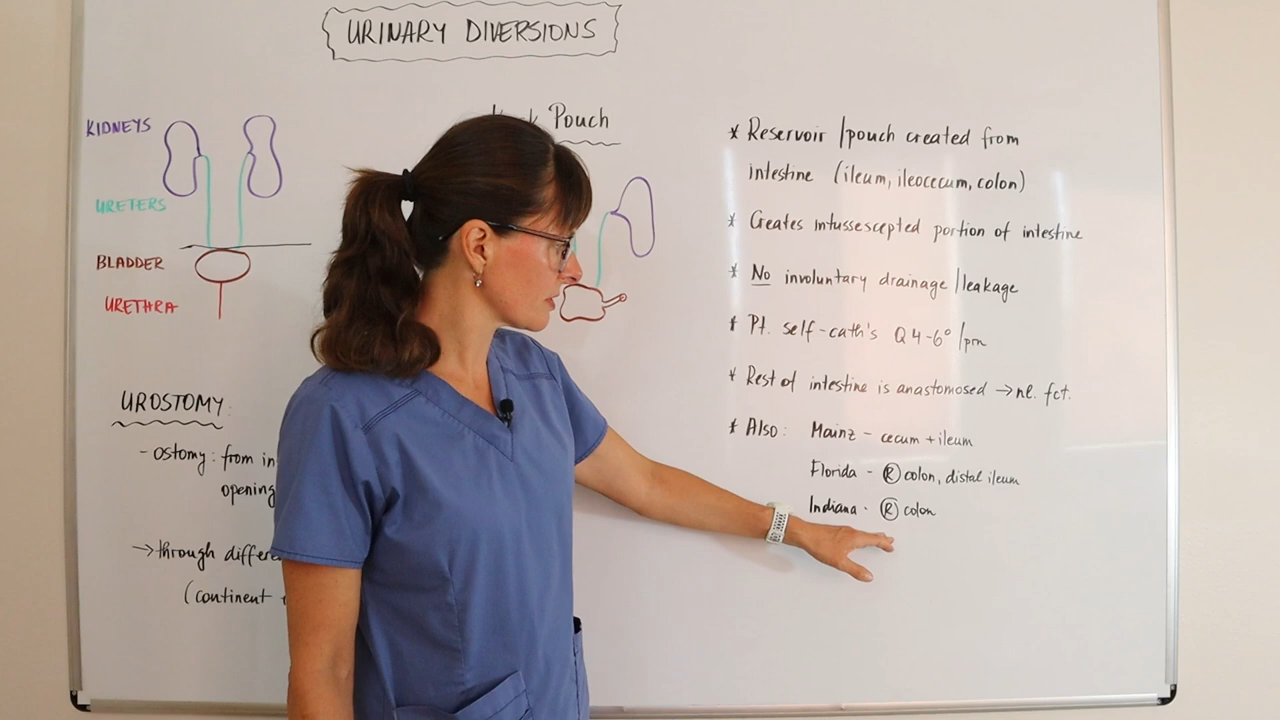 URINARY DIVERSIONS
KIDNEYS
URETERS
BLADDER
URETHRA
UROSTOMY:
- ostomy: from in
opening
→ through differe
(continent
Pouch
* Reservoir / pouch created from
intestine (ileum, ileocecum, colon)
* Creates intussescepted portion of intestine
* No involuntary drainage / leakage
* Pt. self-cath's Q 4-6° / prn
* Rest of intestine is anastomosed → nl. fct.
* Also: Mainz - cecum + ileum
Florida - Ⓡ colon, distal ileum
Indiana - Ⓡ colon